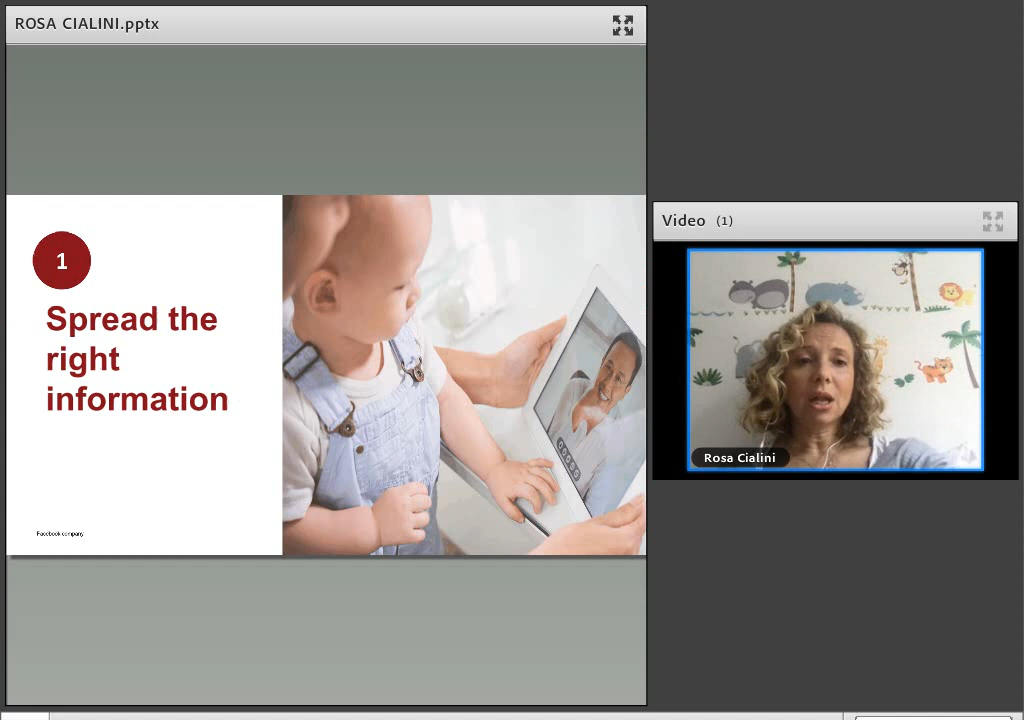 ROSA CIALINI.pptx
1
Spread the
right
information
Facebook company
Video (1)
Rosa Cialini